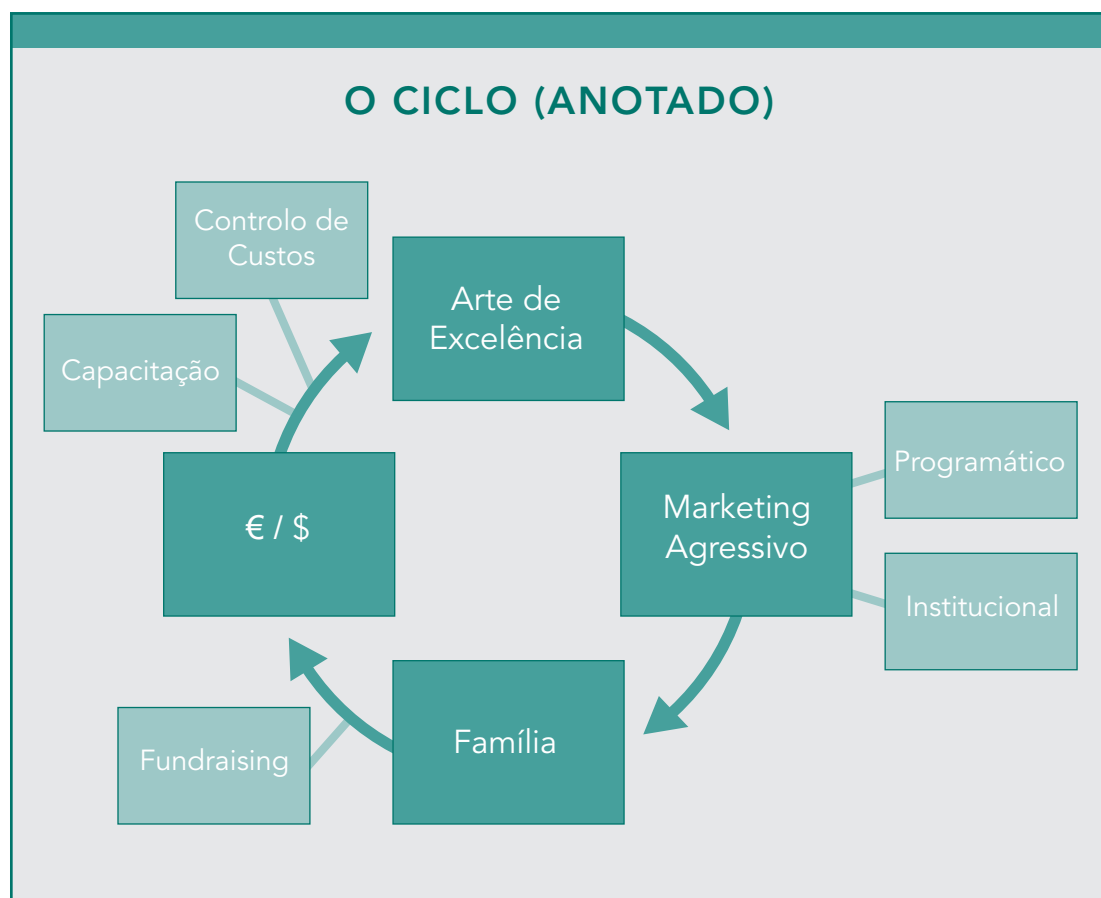 O CICLO (ANOTADO)
Controlo de
Custos
Arte de
Excelência
Capacitação
Programático
Marketing
Agressivo
€ / $
Institucional
Família
Fundraising